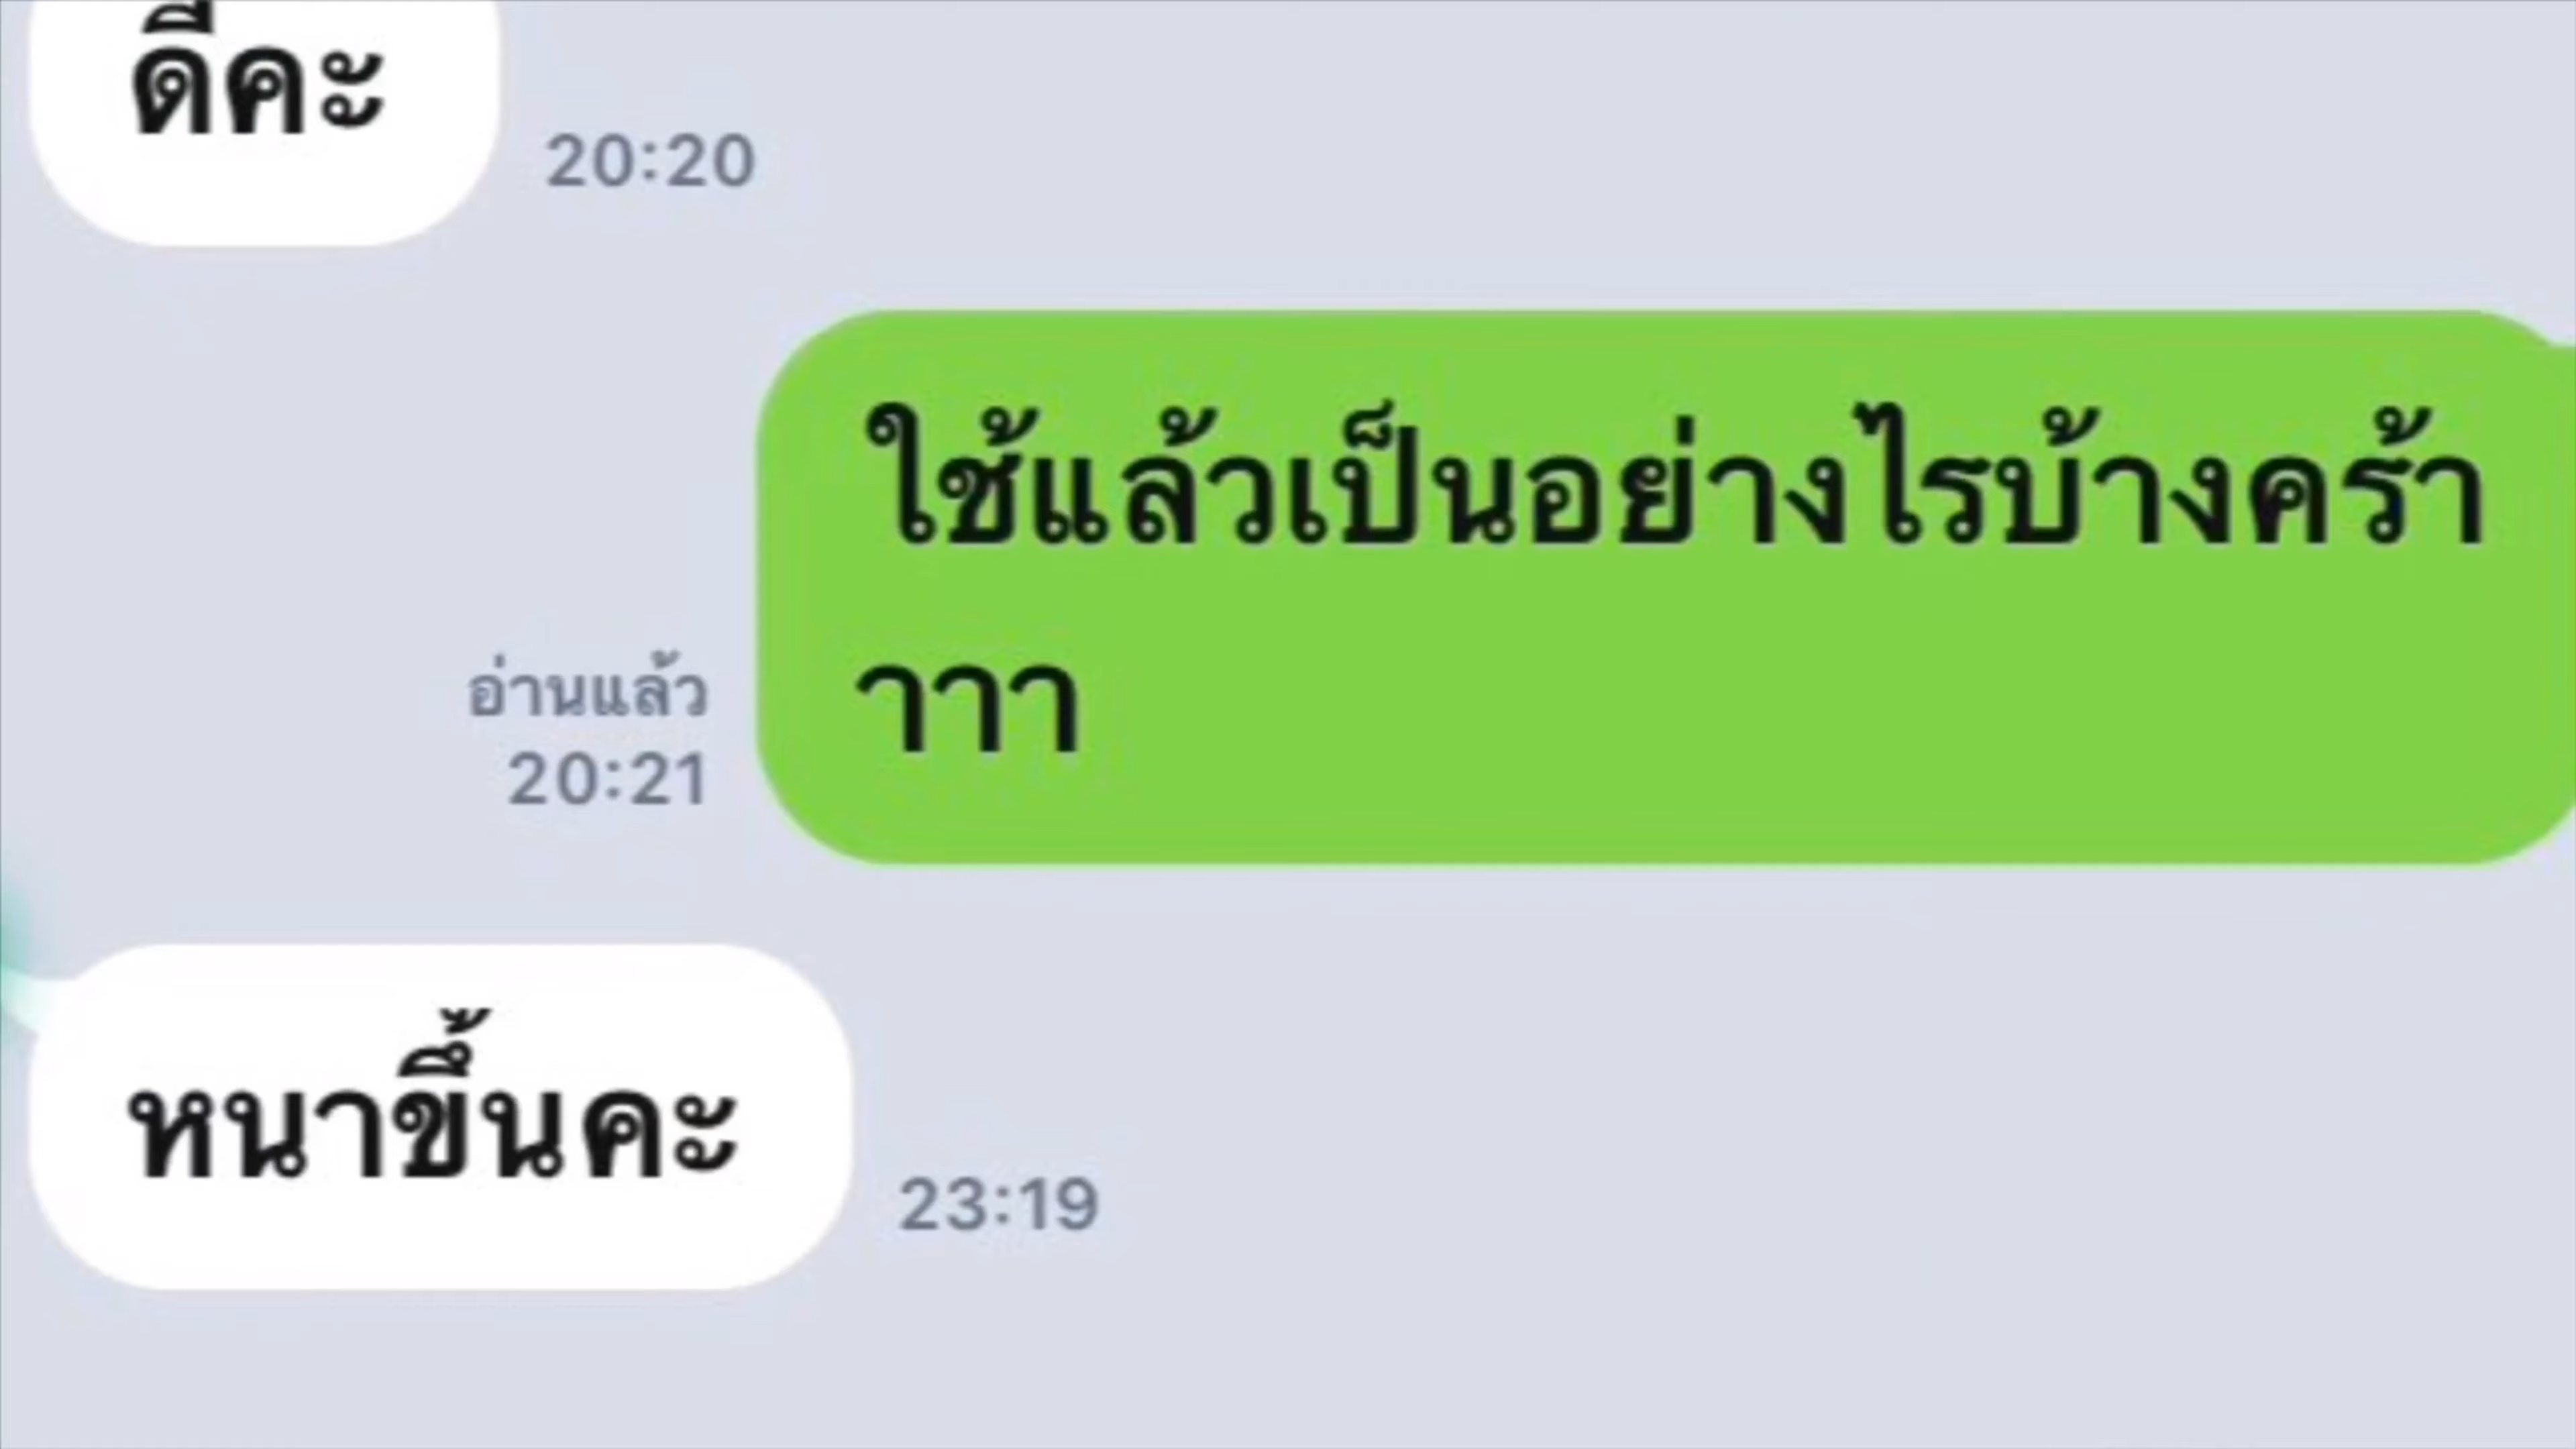 ดีคะ
20:20
ใช้แล้วเป็นอย่างไรบ้างคร้า
าาา
อ่านแล้ว
20:21
หนาขึ้นคะ
23:19